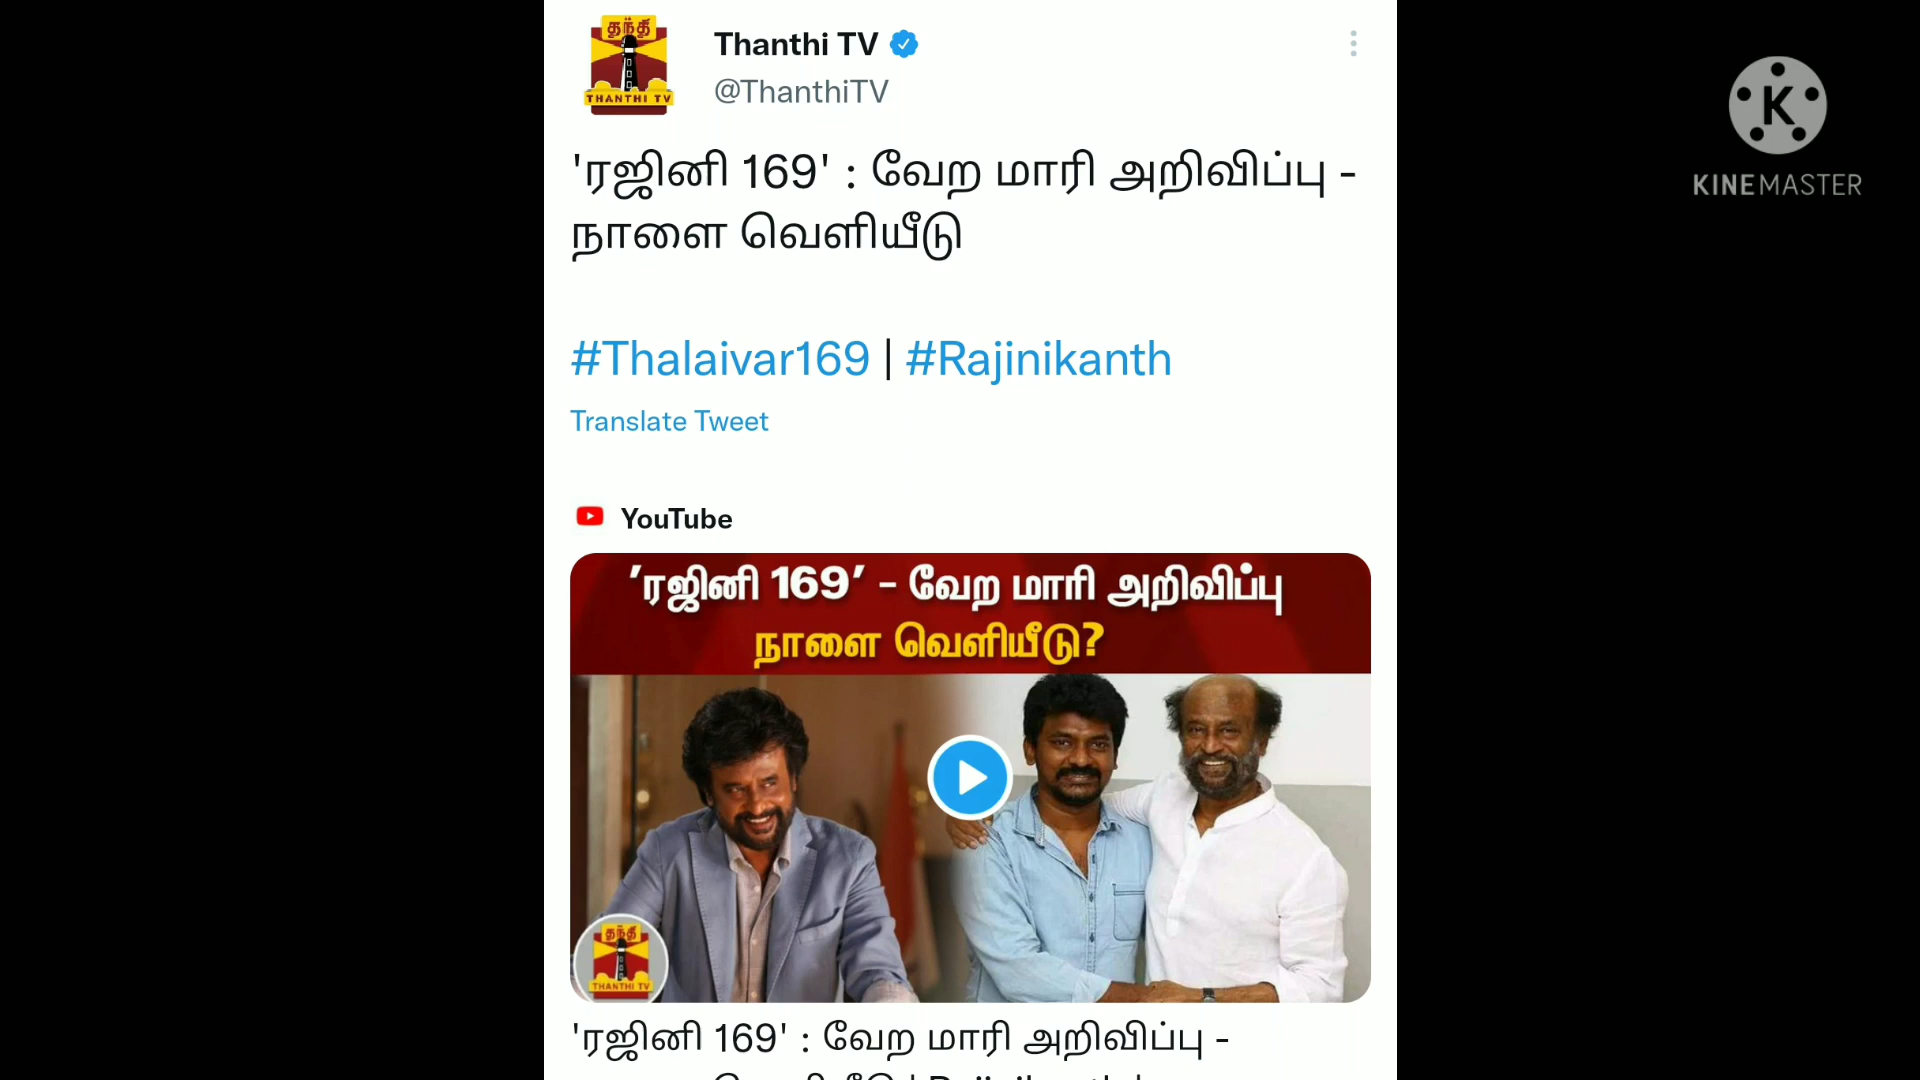 தந்தீ
THANTHI TV
Thanthi TV
@ThanthiTV
K
KINEMASTER
'ரஜினி 169' : வேற மாரி அறிவிப்பு -
நாளை வெளியீடு
#Thalaivar169 | #Rajinikanth
Translate Tweet
YouTube
'ரஜினி 169' - வேற மாரி அறிவிப்பு
நாளை வெளியீடு?
தந்தீ
THANTHI TV
'ரஜினி 169' : வேற மாரி அறிவிப்பு -